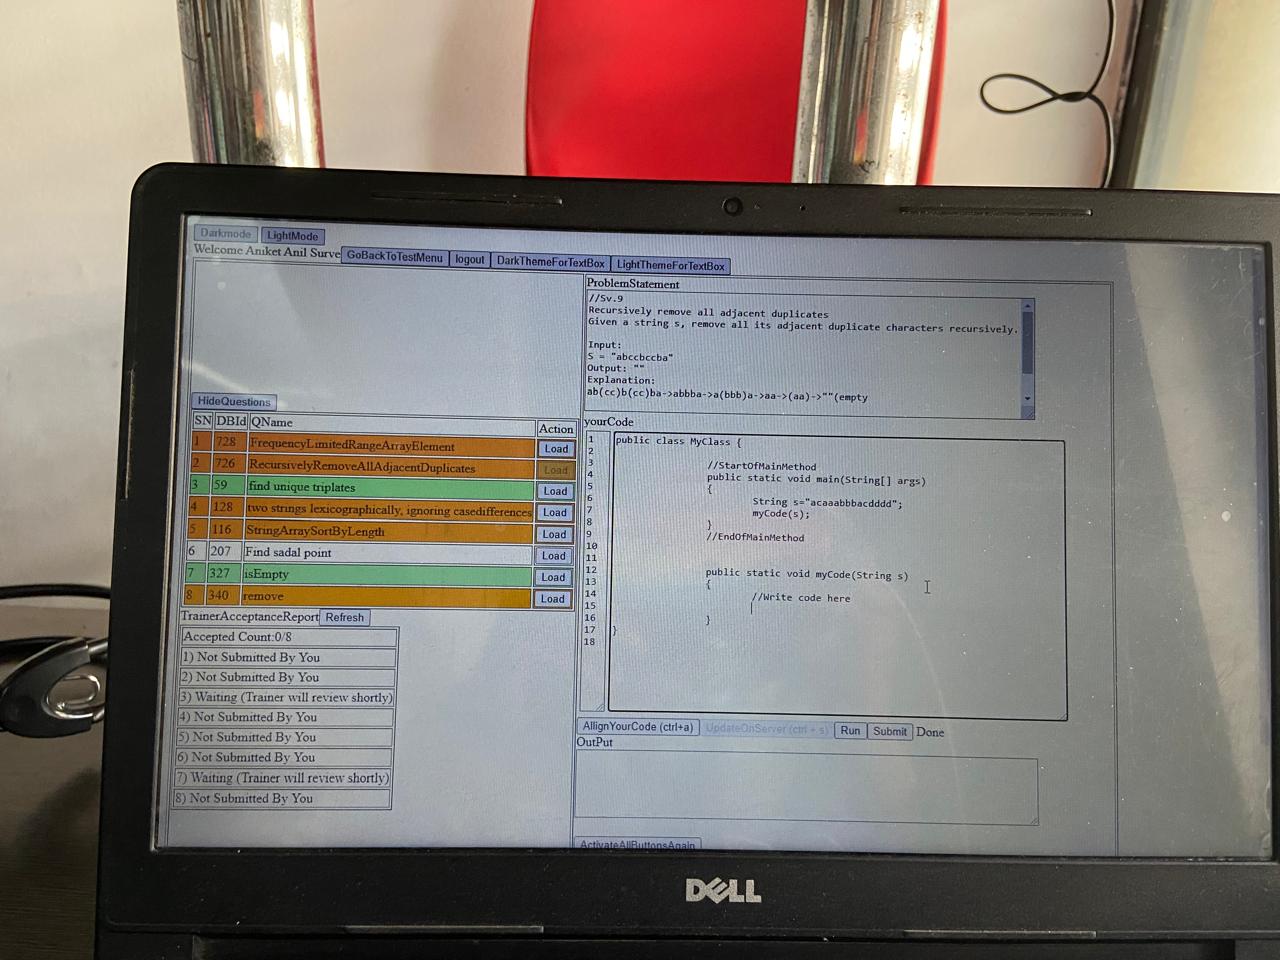 Darkmode LightMode
Welcome Aniket Anil Surve GoBackToTestMenu logout DarkThemeForTextBox LightThemeForTextBox
HideQuestions
SN DBId QName Action
1 728 FrequencyLimitedRangeArrayElement Load
2 726 RecursivelyRemoveAllAdjacentDuplicates Load
3 59 find unique triplates Load
4 128 two strings lexicographically, ignoring casedifferences Load
5 116 StringArraySortByLength Load
6 207 Find sadal point Load
7 327 isEmpty Load
8 340 remove Load
TrainerAcceptanceReport Refresh
Accepted Count:0/8
1) Not Submitted By You
2) Not Submitted By You
3) Waiting (Trainer will review shortly)
4) Not Submitted By You
5) Not Submitted By You
6) Not Submitted By You
7) Waiting (Trainer will review shortly)
8) Not Submitted By You
ProblemStatement
//Sv.9
Recursively remove all adjacent duplicates
Given a string s, remove all its adjacent duplicate characters recursively.
Input:
S = "abccbccba"
Output: ""
Explanation:
ab(cc)b(cc)ba->abbba->a(bbb)a->aa->(aa)->""(empty
yourCode
1 public class MyClass {
2
3 //StartOfMainMethod
4 public static void main(String[] args)
5 {
6 String s="acaaabbbacdddd";
7 myCode(s);
8 }
9 //EndOfMainMethod
10
11
12 public static void myCode(String s)
13 {
14 //Write code here
15
16 }
17 }
18
AllignYourCode (ctrl+a) UpdateOnServer (ctrl + s) Run Submit Done
OutPut
ActivateAllButtonsAgain
DELL